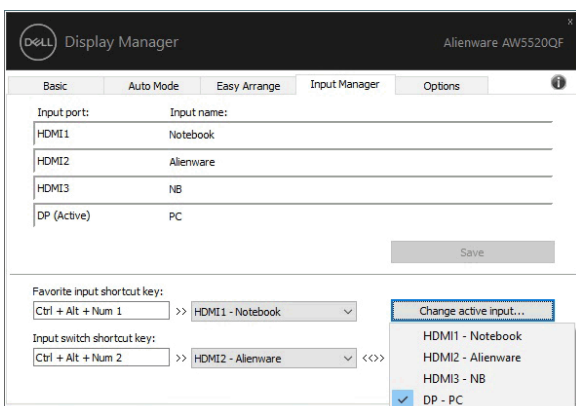 x
DELL Display Manager Alienware AW5520QF
Basic Auto Mode Easy Arrange Input Manager Options i
Input port: Input name:
HDMI1 Notebook
HDMI2 Alienware
HDMI3 NB
DP (Active) PC
Save
Favorite input shortcut key:
Ctrl + Alt + Num 1 >> HDMI1 - Notebook Change active input...
Input switch shortcut key:
Ctrl + Alt + Num 2 >> HDMI2 - Alienware <<>>
HDMI1 - Notebook
HDMI2 - Alienware
HDMI3 - NB
DP - PC